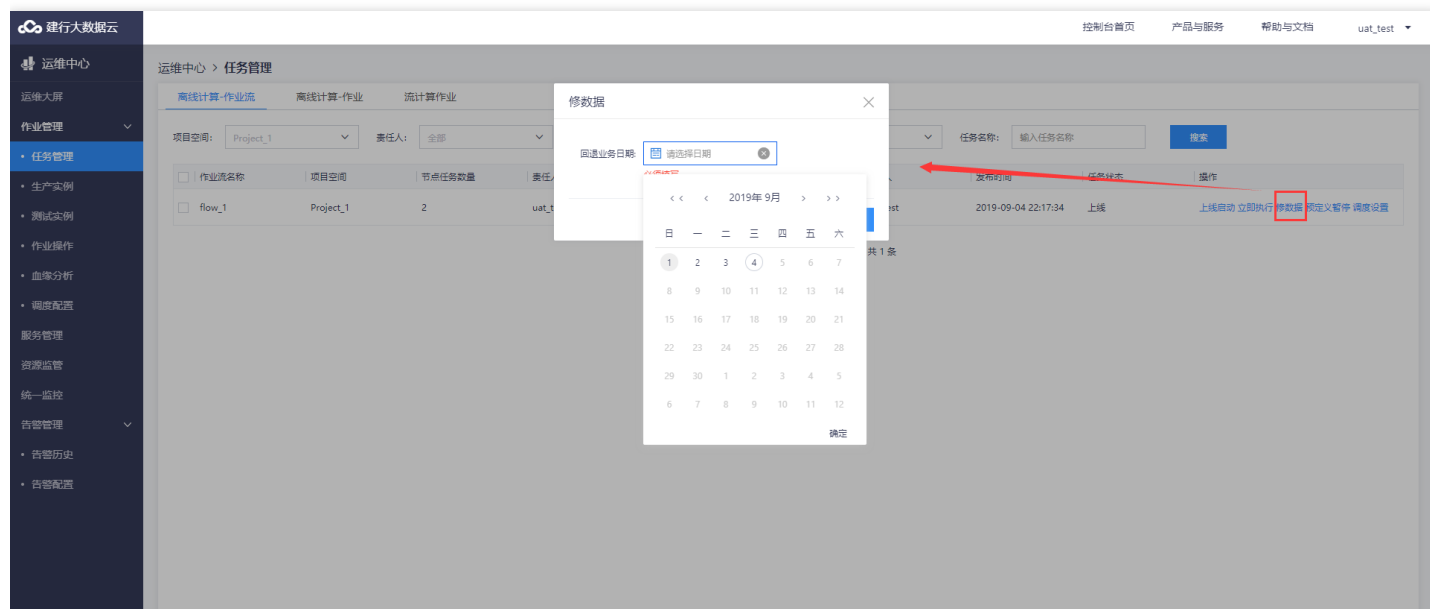 建行大数据云
控制台首页 产品与服务 帮助与文档 uat_test
运维中心
运维大屏
作业管理
• 任务管理
• 生产实例
• 测试实例
• 作业操作
• 血缘分析
• 调度配置
服务管理
资源监管
统一监控
告警管理
• 告警历史
• 告警配置
运维中心 > 任务管理
离线计算-作业流 离线计算-作业 流计算作业
项目空间: Project_1 责任人: 全部 任务名称: 输入任务名称 搜索
作业流名称 项目空间 节点任务数量 责任人 发布时间 任务状态 操作
flow_1 Project_1 2 uat_t est 2019-09-04 22:17:34 上线 上线启动 立即执行 修数据 预定义暂停 调度设置
共 1 条
修数据
回退业务日期: 请选择日期
必须填写
<< < 2019年 9月 > >>
日 一 二 三 四 五 六
1 2 3 4 5 6 7
8 9 10 11 12 13 14
15 16 17 18 19 20 21
22 23 24 25 26 27 28
29 30 1 2 3 4 5
6 7 8 9 10 11 12
确定